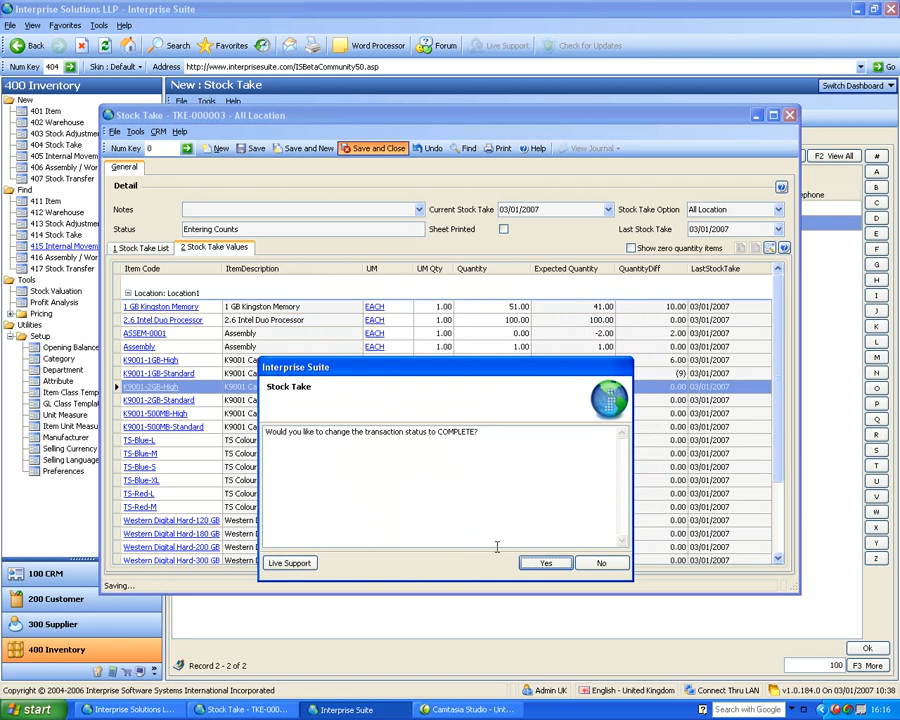 Interprise Solutions LLP - Interprise Suite
File View Favorites Tools Help
Back Search Favorites Word Processor Forum Live Support Check for Updates
Num Key 404 Skin : Default Address http://www.interprisesuite.com/ISBetaCommunity50.asp Go
400 Inventory
New : Stock Take
Switch Dashboard
File Tools Help
New
401 Item
402 Warehouse
403 Stock Adjustm
404 Stock Take
405 Internal Movem
406 Assembly / Wor
407 Stock Transfer
Find
411 Item
412 Warehouse
413 Stock Adjustm
414 Stock Take
415 Internal Movem
416 Assembly / Wo
417 Stock Transfer
Tools
Stock Valuation
Profit Analysis
Pricing
Utilities
Setup
Opening Balance
Category
Department
Attribute
Item Class Templ
GL Class Templat
Unit Measure
Item Unit Measur
Manufacturer
Selling Currency
Selling Language
Preferences
100 CRM
200 Customer
300 Supplier
400 Inventory
Stock Take - TKE-000003 - All Location
File Tools CRM Help
Num Key 0 New Save Save and New Save and Close Undo Find Print Help View Journal
General
Detail
Notes Current Stock Take 03/01/2007 Stock Take Option All Location
Status Entering Counts Sheet Printed Last Stock Take 03/01/2007
1 Stock Take List 2 Stock Take Values Show zero quantity items
Item Code ItemDescription UM UM Qty Quantity Expected Quantity QuantityDiff LastStockTake
Location: Location1
1 GB Kingston Memory 1 GB Kingston Memory EACH 1.00 51.00 41.00 10.00 03/01/2007
2.6 Intel Duo Processor 2.6 Intel Duo Processor EACH 1.00 100.00 100.00 0.00 03/01/2007
ASSEM-0001 Assembly EACH 1.00 0.00 -2.00 2.00 03/01/2007
Assembly Assembly EACH 1.00 1.00 1.00 0.00 03/01/2007
K9001-1GB-High K9001 Ca 6.00 03/01/2007
K9001-1GB-Standard K9001 Ca (9) 03/01/2007
K9001-2GB-High K9001 C 0.00 03/01/2007
K9001-2GB-Standard K9001 Ca 0.00 03/01/2007
K9001-500MB-High K9001 Ca 0.00 03/01/2007
K9001-500MB-Standard K9001 Ca 0.00 03/01/2007
TS-Blue-L TS Colour 0.00 03/01/2007
TS-Blue-M TS Colour 0.00 03/01/2007
TS-Blue-S TS Colour 0.00 03/01/2007
TS-Blue-XL TS Colour 0.00 03/01/2007
TS-Red-L TS Colour 0.00 03/01/2007
TS-Red-M TS Colour 0.00 03/01/2007
Western Digital Hard-120 GB Western D 0.00 03/01/2007
Western Digital Hard-180 GB Western D 0.00 03/01/2007
Western Digital Hard-200 GB Western D 0.00 03/01/2007
Western Digital Hard-300 GB Western D 0.00 03/01/2007
Saving...
Interprise Suite
Stock Take
Would you like to change the transaction status to COMPLETE?
Live Support Yes No
F2 View All
ephone
#
A
B
C
D
E
F
G
H
I
J
K
L
M
N
O
P
Q
R
S
T
U
V
W
X
Y
Z
Ok
Record 2 - 2 of 2 100 F3 More
Copyright © 2004-2006 Interprise Software Systems International Incorporated Admin UK English - United Kingdom Connect Thru LAN v1.0.184.0 On 03/01/2007 10:38
start Interprise Solutions L... Stock Take - TKE-000... Interprise Suite Camtasia Studio - Unt... Search with Google 16:16